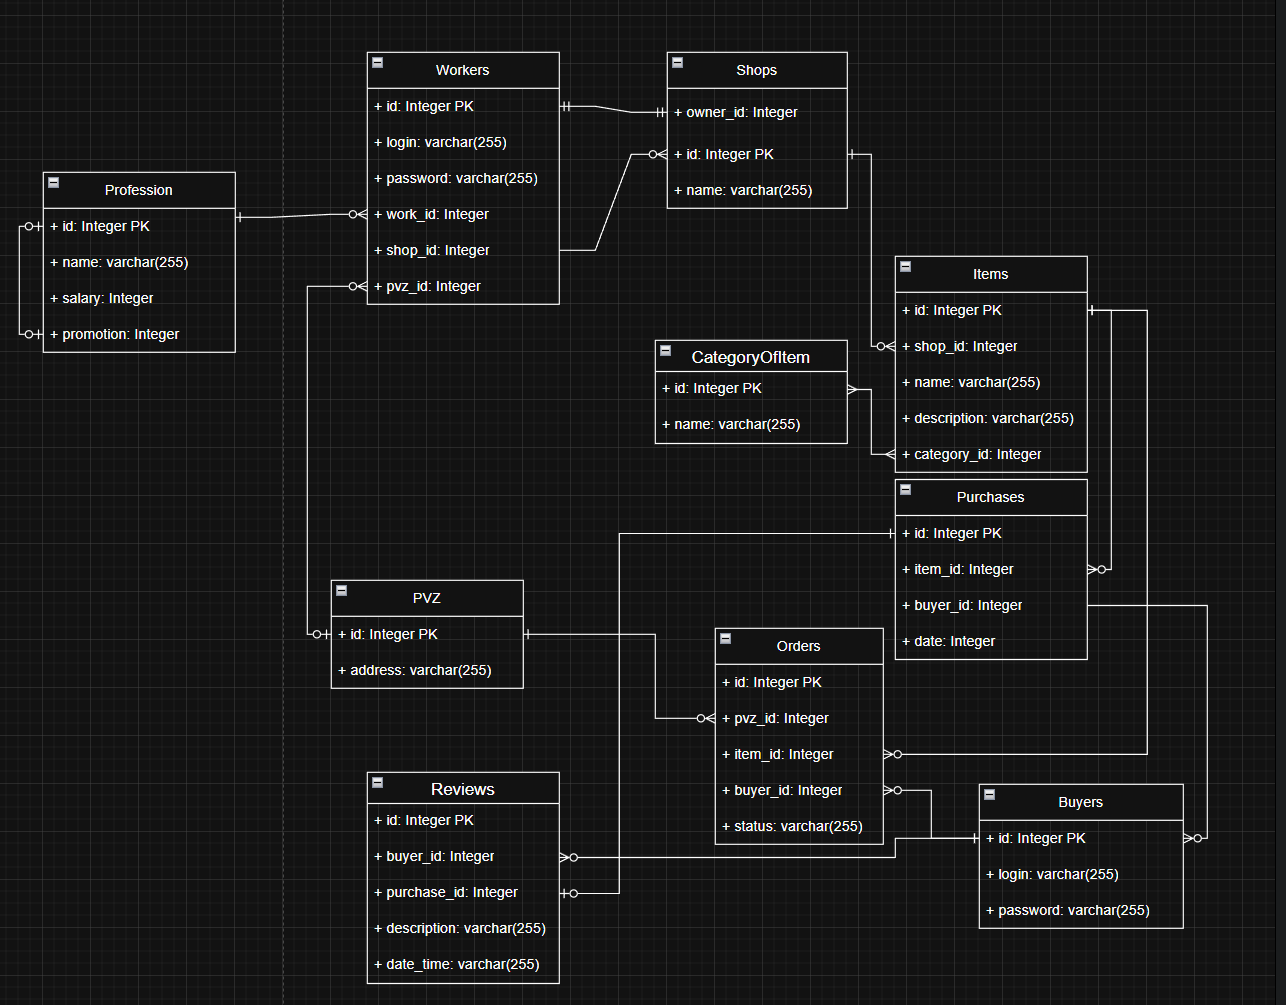 Workers
+ id: Integer PK
+ login: varchar(255)
+ password: varchar(255)
+ work_id: Integer
+ shop_id: Integer
+ pvz_id: Integer
Shops
+ owner_id: Integer
+ id: Integer PK
+ name: varchar(255)
Profession
+ id: Integer PK
+ name: varchar(255)
+ salary: Integer
+ promotion: Integer
Items
+ id: Integer PK
+ shop_id: Integer
+ name: varchar(255)
+ description: varchar(255)
+ category_id: Integer
CategoryOfItem
+ id: Integer PK
+ name: varchar(255)
Purchases
+ id: Integer PK
+ item_id: Integer
+ buyer_id: Integer
+ date: Integer
PVZ
+ id: Integer PK
+ address: varchar(255)
Orders
+ id: Integer PK
+ pvz_id: Integer
+ item_id: Integer
+ buyer_id: Integer
+ status: varchar(255)
Reviews
+ id: Integer PK
+ buyer_id: Integer
+ purchase_id: Integer
+ description: varchar(255)
+ date_time: varchar(255)
Buyers
+ id: Integer PK
+ login: varchar(255)
+ password: varchar(255)